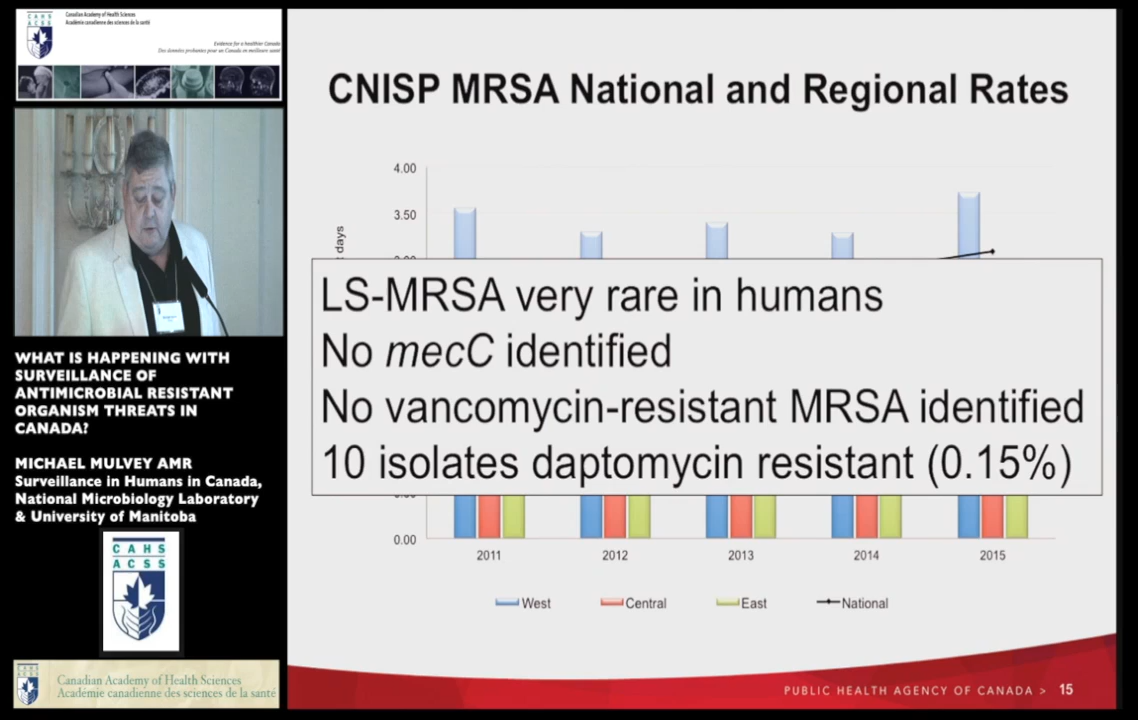 Canadian Academy of Health Sciences
Académie canadienne des sciences de la santé
Evidence for a healthier Canada
Des données probantes pour un Canada en meilleure santé
WHAT IS HAPPENING WITH
SURVEILLANCE OF
ANTIMICROBIAL RESISTANT
ORGANISM THREATS IN
CANADA?
MICHAEL MULVEY AMR
Surveillance in Humans in Canada,
National Microbiology Laboratory
& University of Manitoba
CAHS
ACSS
Canadian Academy of Health Sciences
Académie canadienne des sciences de la santé
CNISP MRSA National and Regional Rates
4.00
3.50
days
LS-MRSA very rare in humans
No mecC identified
No vancomycin-resistant MRSA identified
10 isolates daptomycin resistant (0.15%)
0.00
2011 2012 2013 2014 2015
West Central East National
PUBLIC HEALTH AGENCY OF CANADA > 15